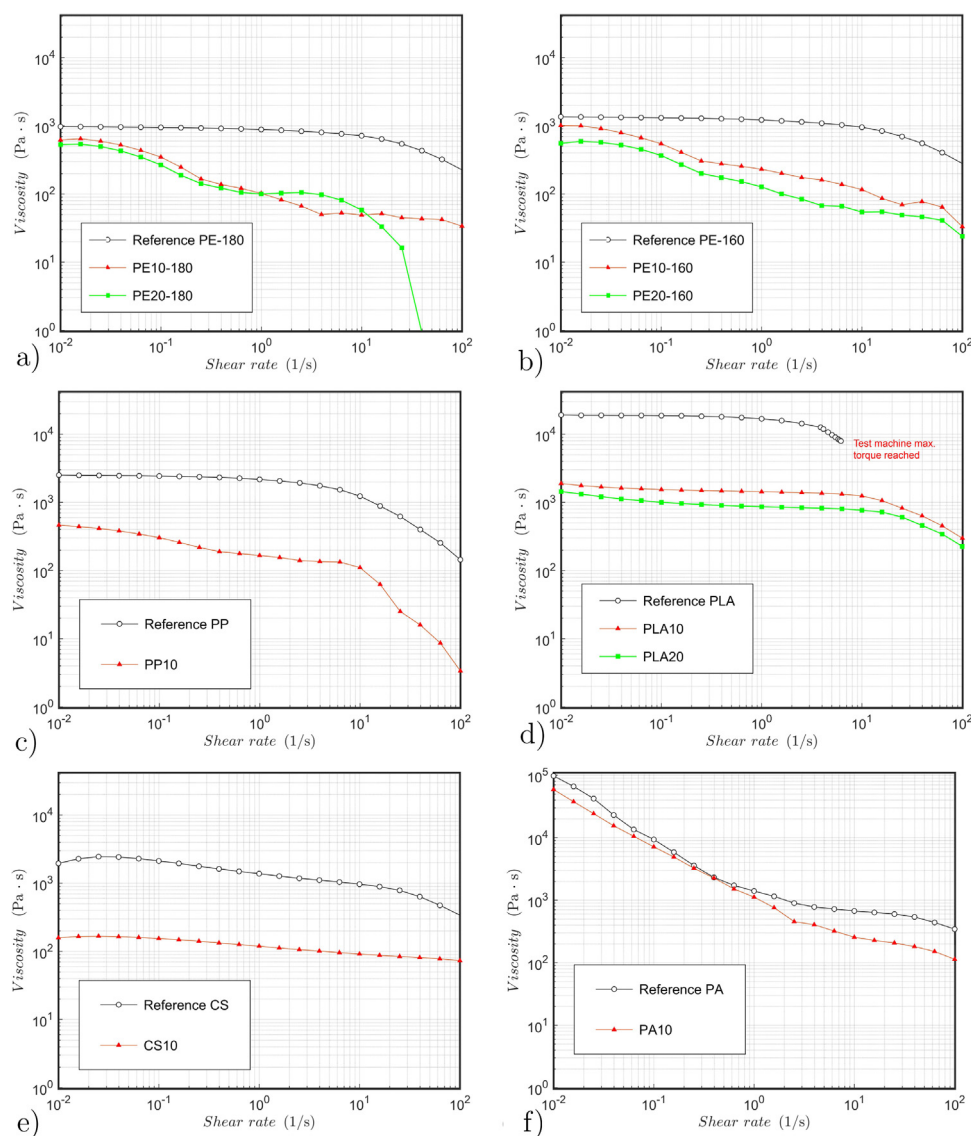 10^4
10^3
10^2
10^1
10^0
Viscosity (Pa · s)
Reference PE-180
PE10-180
PE20-180
10^-2
10^-1
10^0
10^1
10^2
Shear rate (1/s)
a)
10^4
10^3
10^2
10^1
10^0
Viscosity (Pa · s)
Reference PE-160
PE10-160
PE20-160
10^-2
10^-1
10^0
10^1
10^2
Shear rate (1/s)
b)
10^4
10^3
10^2
10^1
10^0
Viscosity (Pa · s)
Reference PP
PP10
10^-2
10^-1
10^0
10^1
10^2
Shear rate (1/s)
c)
10^4
10^3
10^2
10^1
10^0
Viscosity (Pa · s)
Test machine max.
torque reached
Reference PLA
PLA10
PLA20
10^-2
10^-1
10^0
10^1
10^2
Shear rate (1/s)
d)
10^4
10^3
10^2
10^1
10^0
Viscosity (Pa · s)
Reference CS
CS10
10^-2
10^-1
10^0
10^1
10^2
Shear rate (1/s)
e)
10^5
10^4
10^3
10^2
10^1
10^0
Viscosity (Pa · s)
Reference PA
PA10
10^-2
10^-1
10^0
10^1
10^2
Shear rate (1/s)
f)